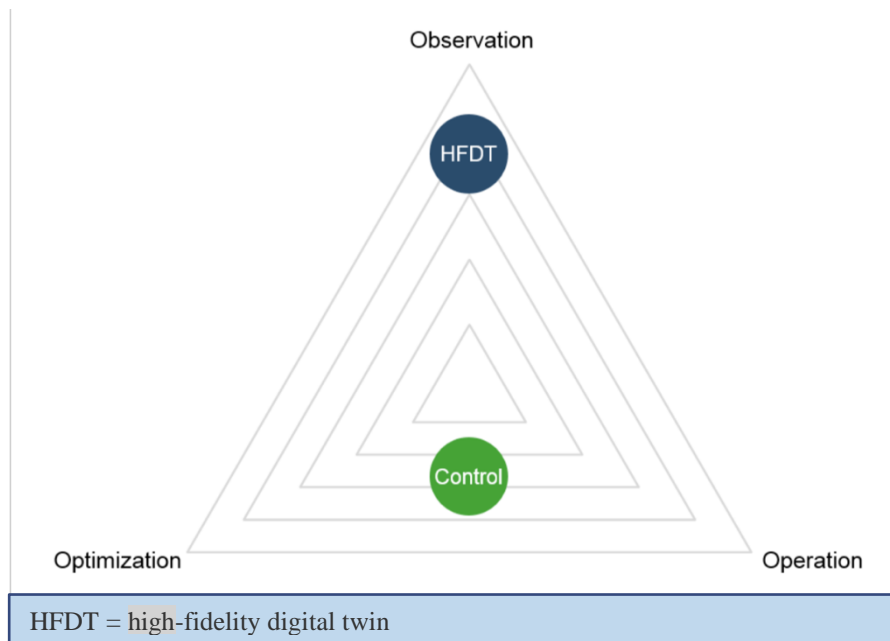 Observation
HFDT
Control
Optimization
Operation
HFDT = high-fidelity digital twin